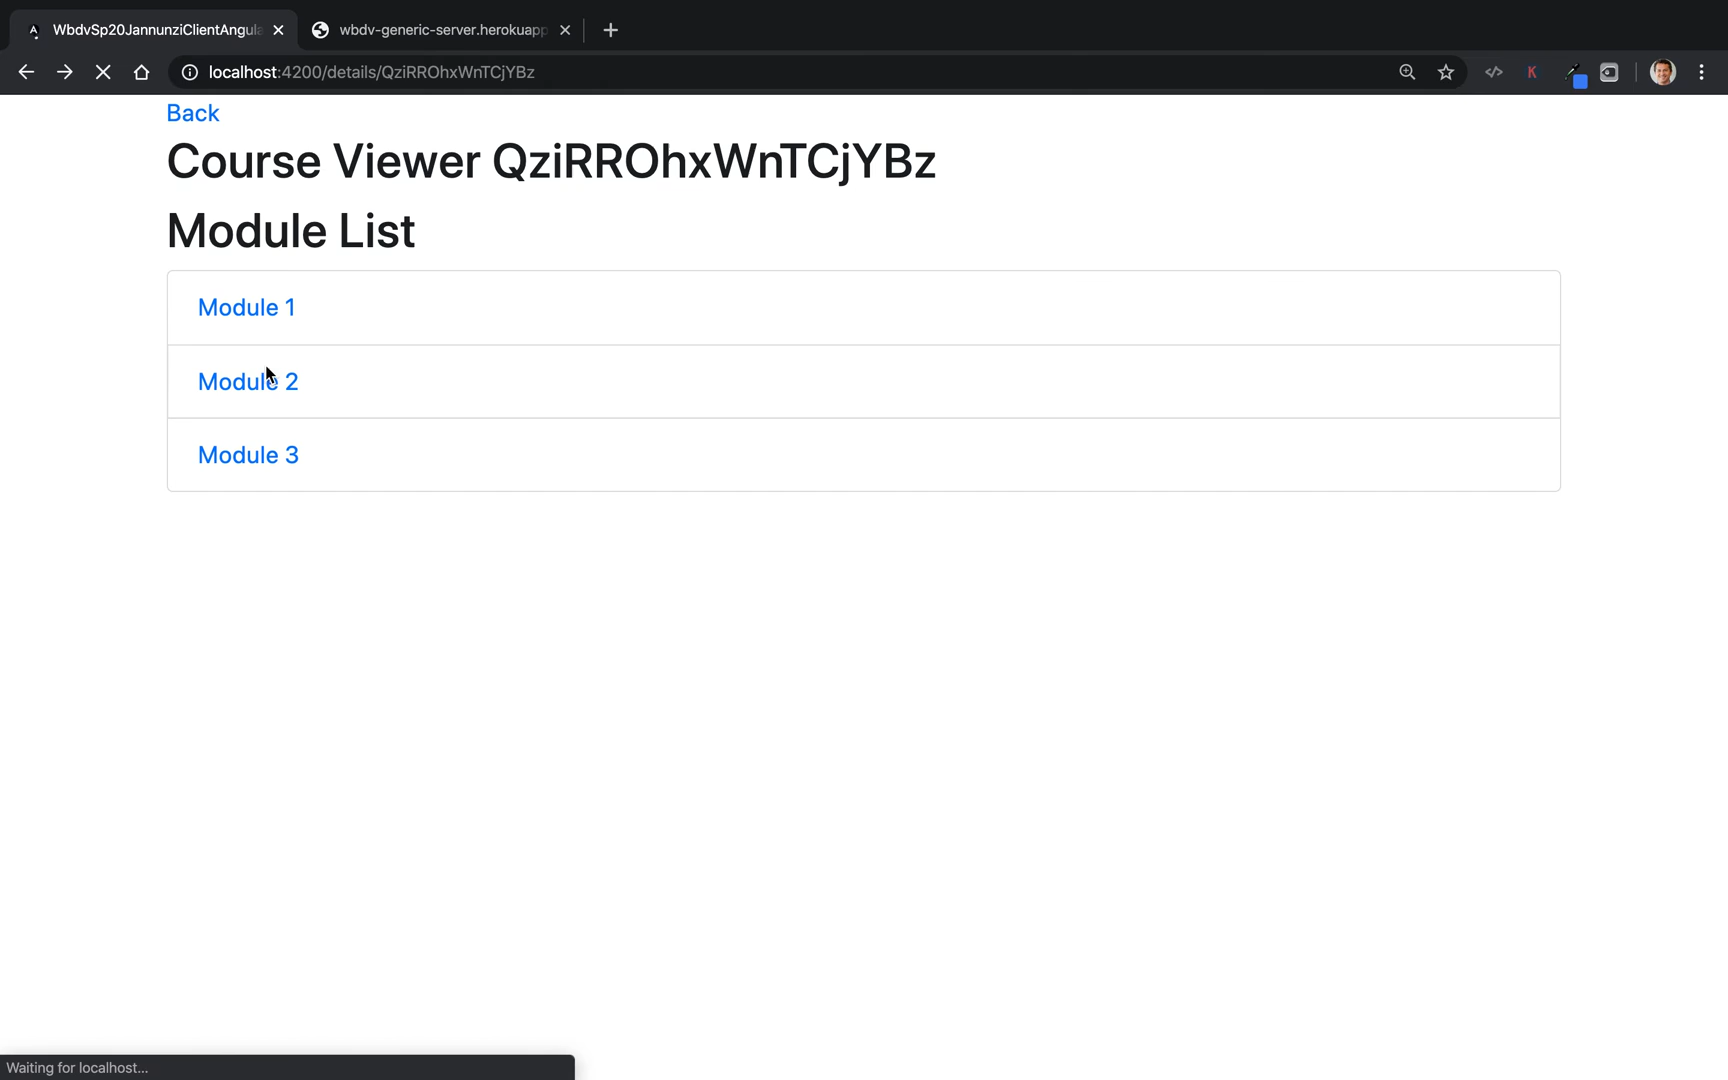 WbdvSp20JannunziClientAngula
wbdv-generic-server.herokuapp
localhost:4200/details/QziRROhxWnTCjYBz
K
Back
Course Viewer QziRROhxWnTCjYBz
Module List
Module 1
Module 2
Module 3
Waiting for localhost...